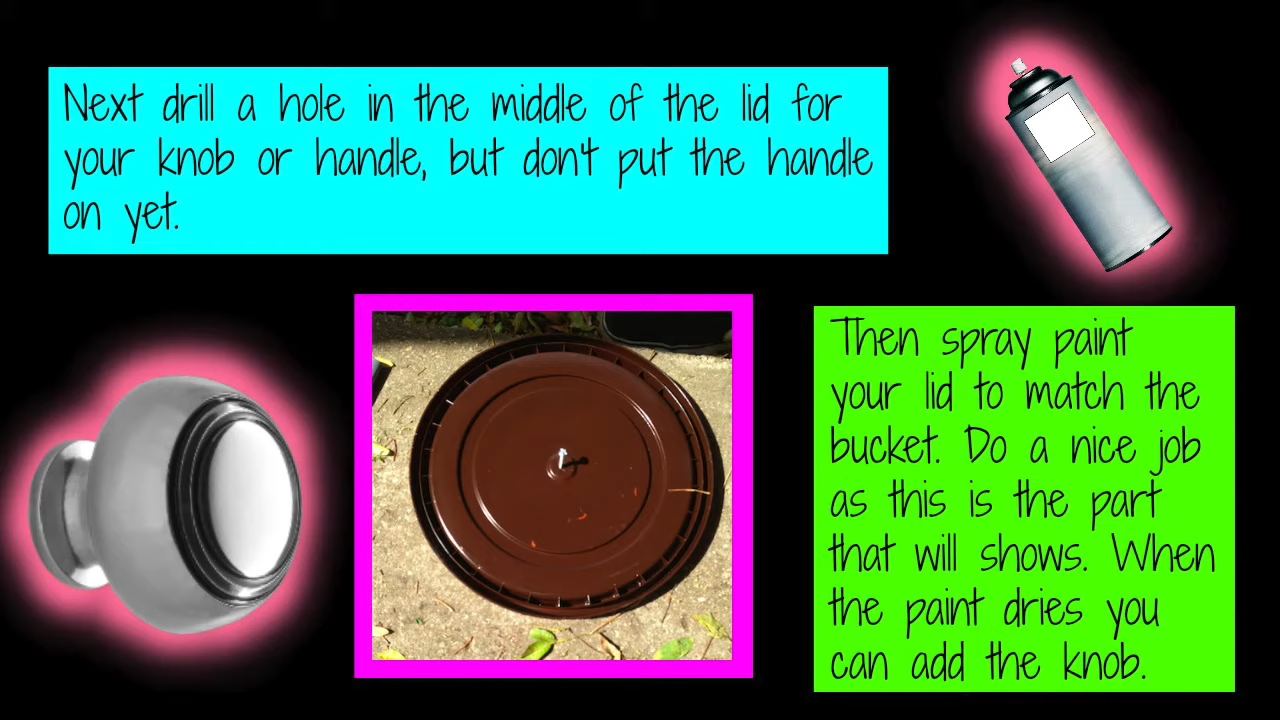 Next drill a hole in the middle of the lid for
your knob or handle, but don't put the handle
on yet.
Then spray paint
your lid to match the
bucket. Do a nice job
as this is the part
that will shows. When
the paint dries you
can add the knob.